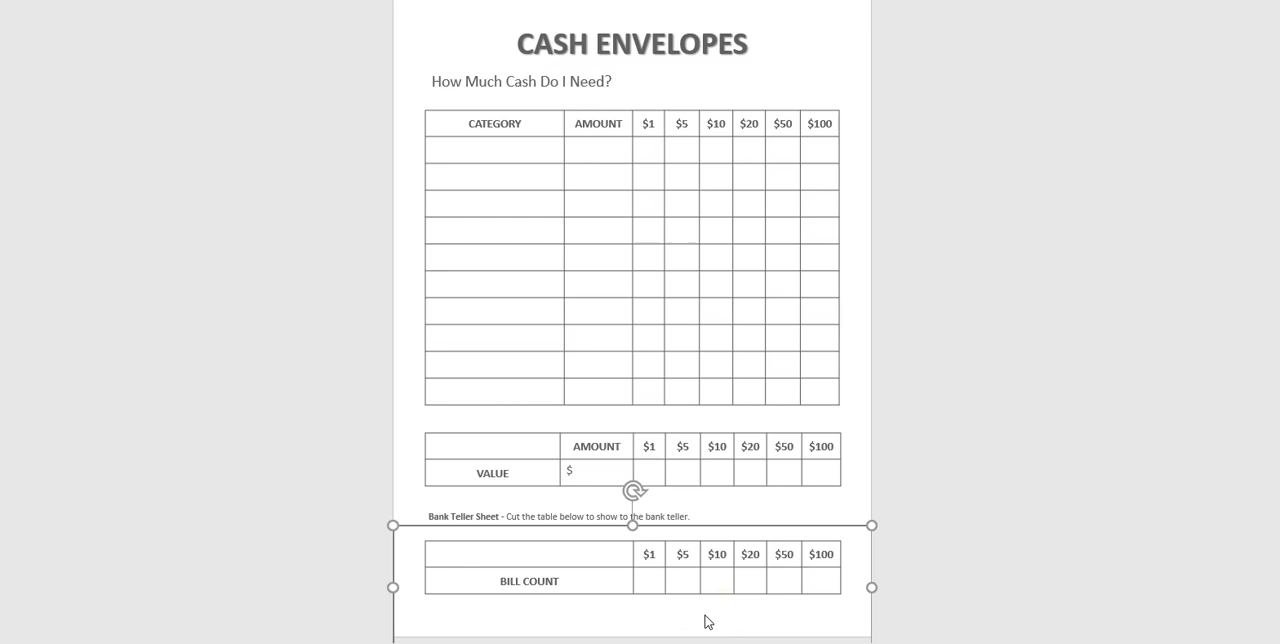 CASH ENVELOPES
How Much Cash Do I Need?
CATEGORY AMOUNT $1 $5 $10 $20 $50 $100
AMOUNT $1 $5 $10 $20 $50 $100
VALUE $
Bank Teller Sheet - Cut the table below to show to the bank teller.
$1 $5 $10 $20 $50 $100
BILL COUNT